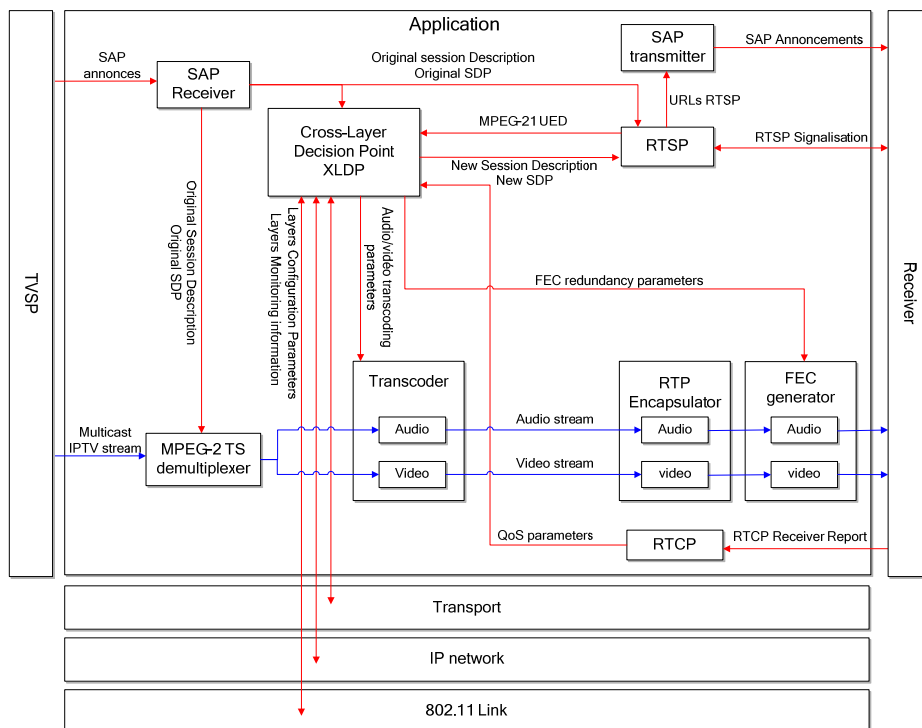 Application
TVSP
Receiver
SAP
annonces
SAP
Receiver
Original session Description
Original SDP
SAP
transmitter
SAP Annoncements
URLs RTSP
Cross-Layer
Decision Point
XLDP
MPEG-21 UED
RTSP
RTSP Signalisation
New Session Description
New SDP
Original Session Description
Original SDP
Layers Configuration Parameters
Layers Monitoring information
Audio/vidéo transcoding
parameters
FEC redundancy parameters
Transcoder
RTP
Encapsulator
FEC
generator
Multicast
IPTV stream
MPEG-2 TS
demultiplexer
Audio
Audio stream
Audio
Audio
Video
Video stream
video
video
QoS parameters
RTCP
RTCP Receiver Report
Transport
IP network
802.11 Link